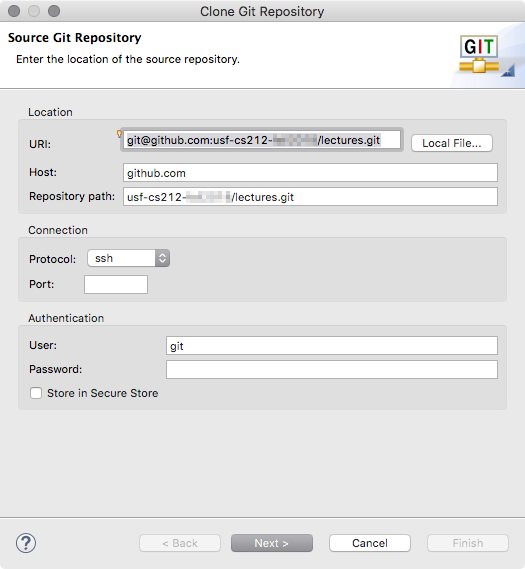 Clone Git Repository
Source Git Repository
Enter the location of the source repository.
GIT
Location
URI: git@github.com:usf-cs212- /lectures.git Local File...
Host: github.com
Repository path: usf-cs212- /lectures.git
Connection
Protocol: ssh
Port:
Authentication
User: git
Password:
Store in Secure Store
? < Back Next > Cancel Finish